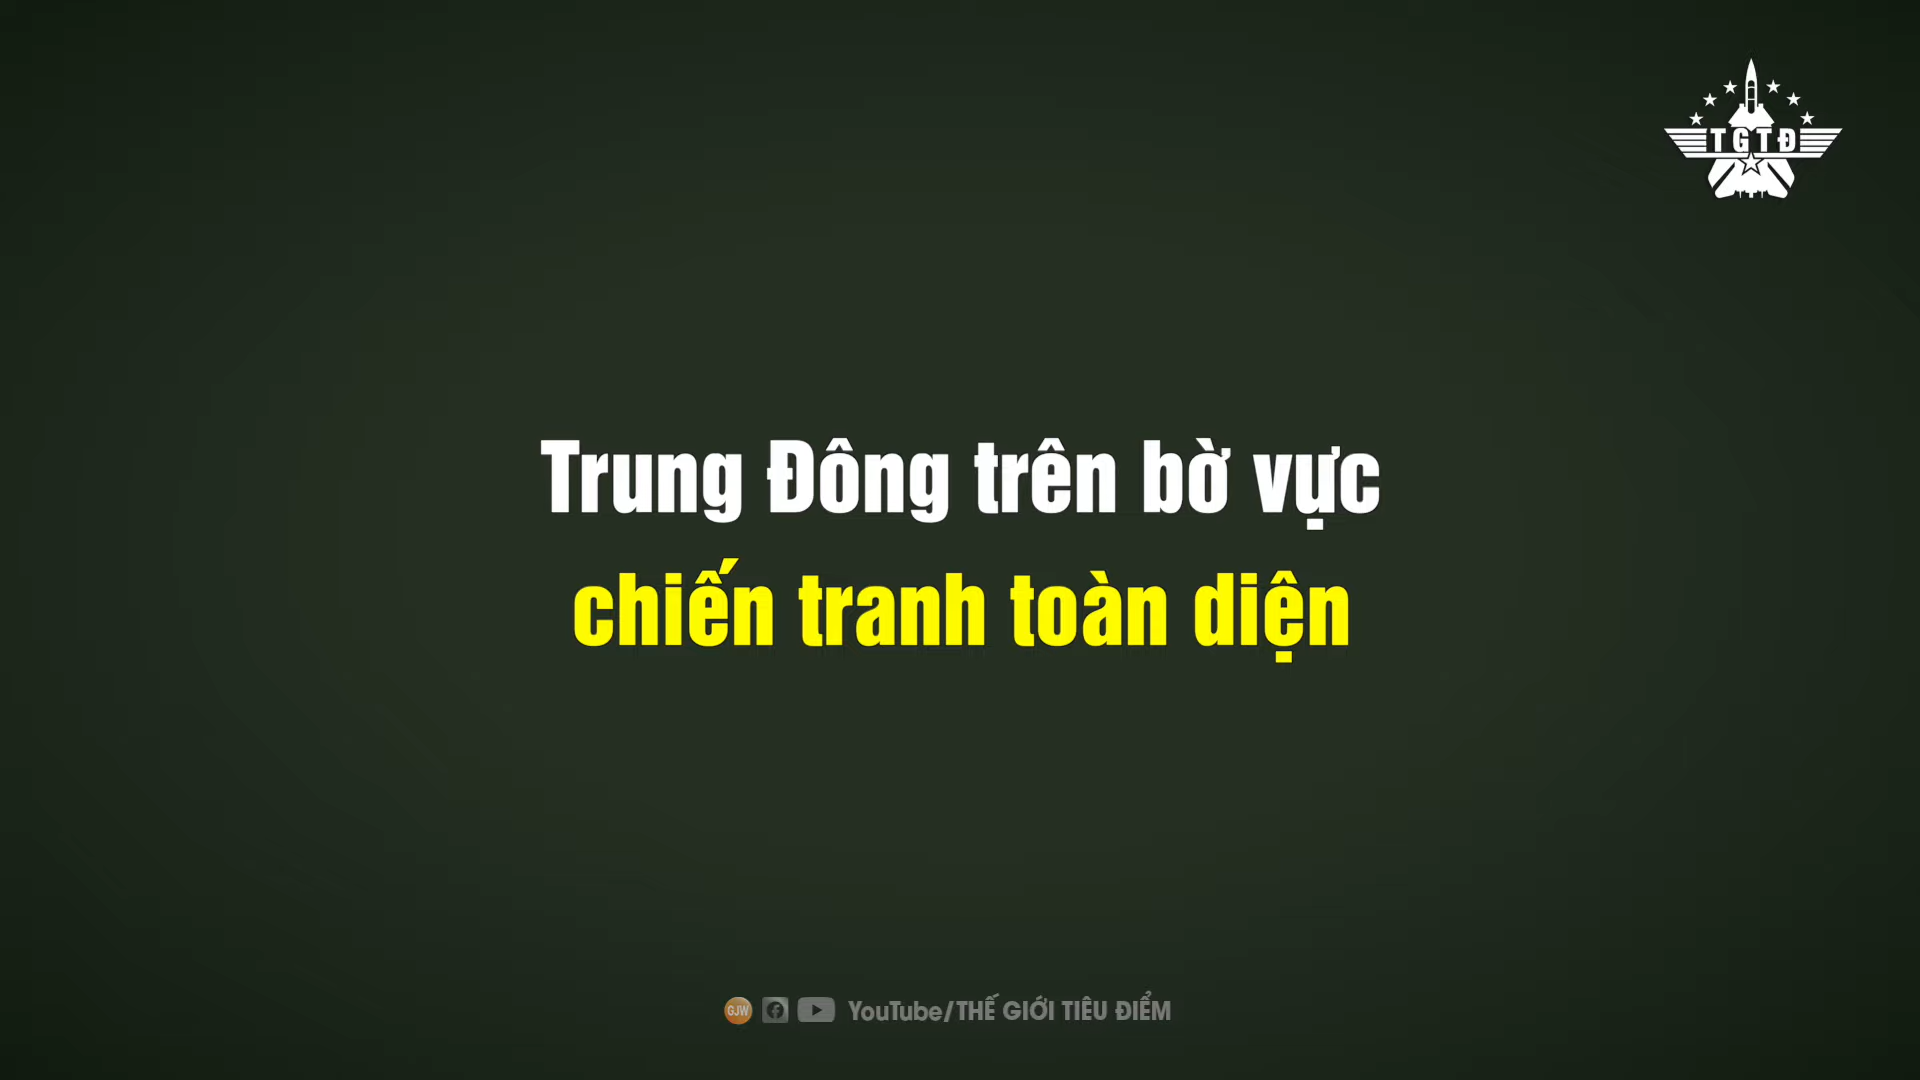 TGTĐ
Trung Đông trên bờ vực
chiến tranh toàn diện
GJW YouTube/THẾ GIỚI TIÊU ĐIỂM